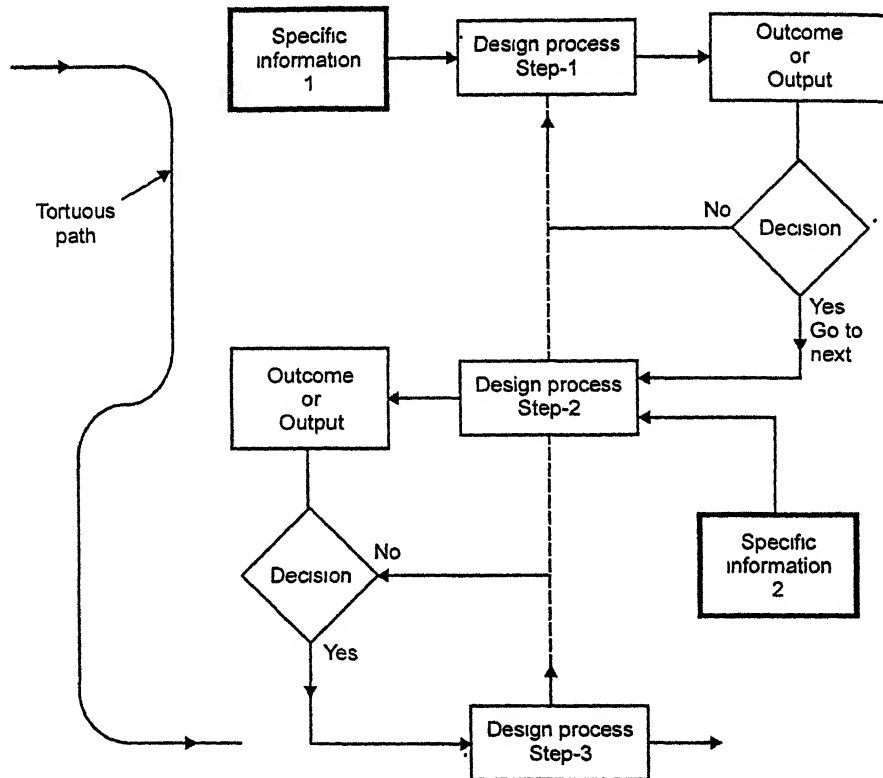 Specific
information
1
Design process
Step-1
Outcome
or
Output
Tortuous
path
No
Decision
Yes
Go to
next
Outcome
or
Output
Design process
Step-2
No
Decision
Specific
information
2
Yes
Design process
Step-3